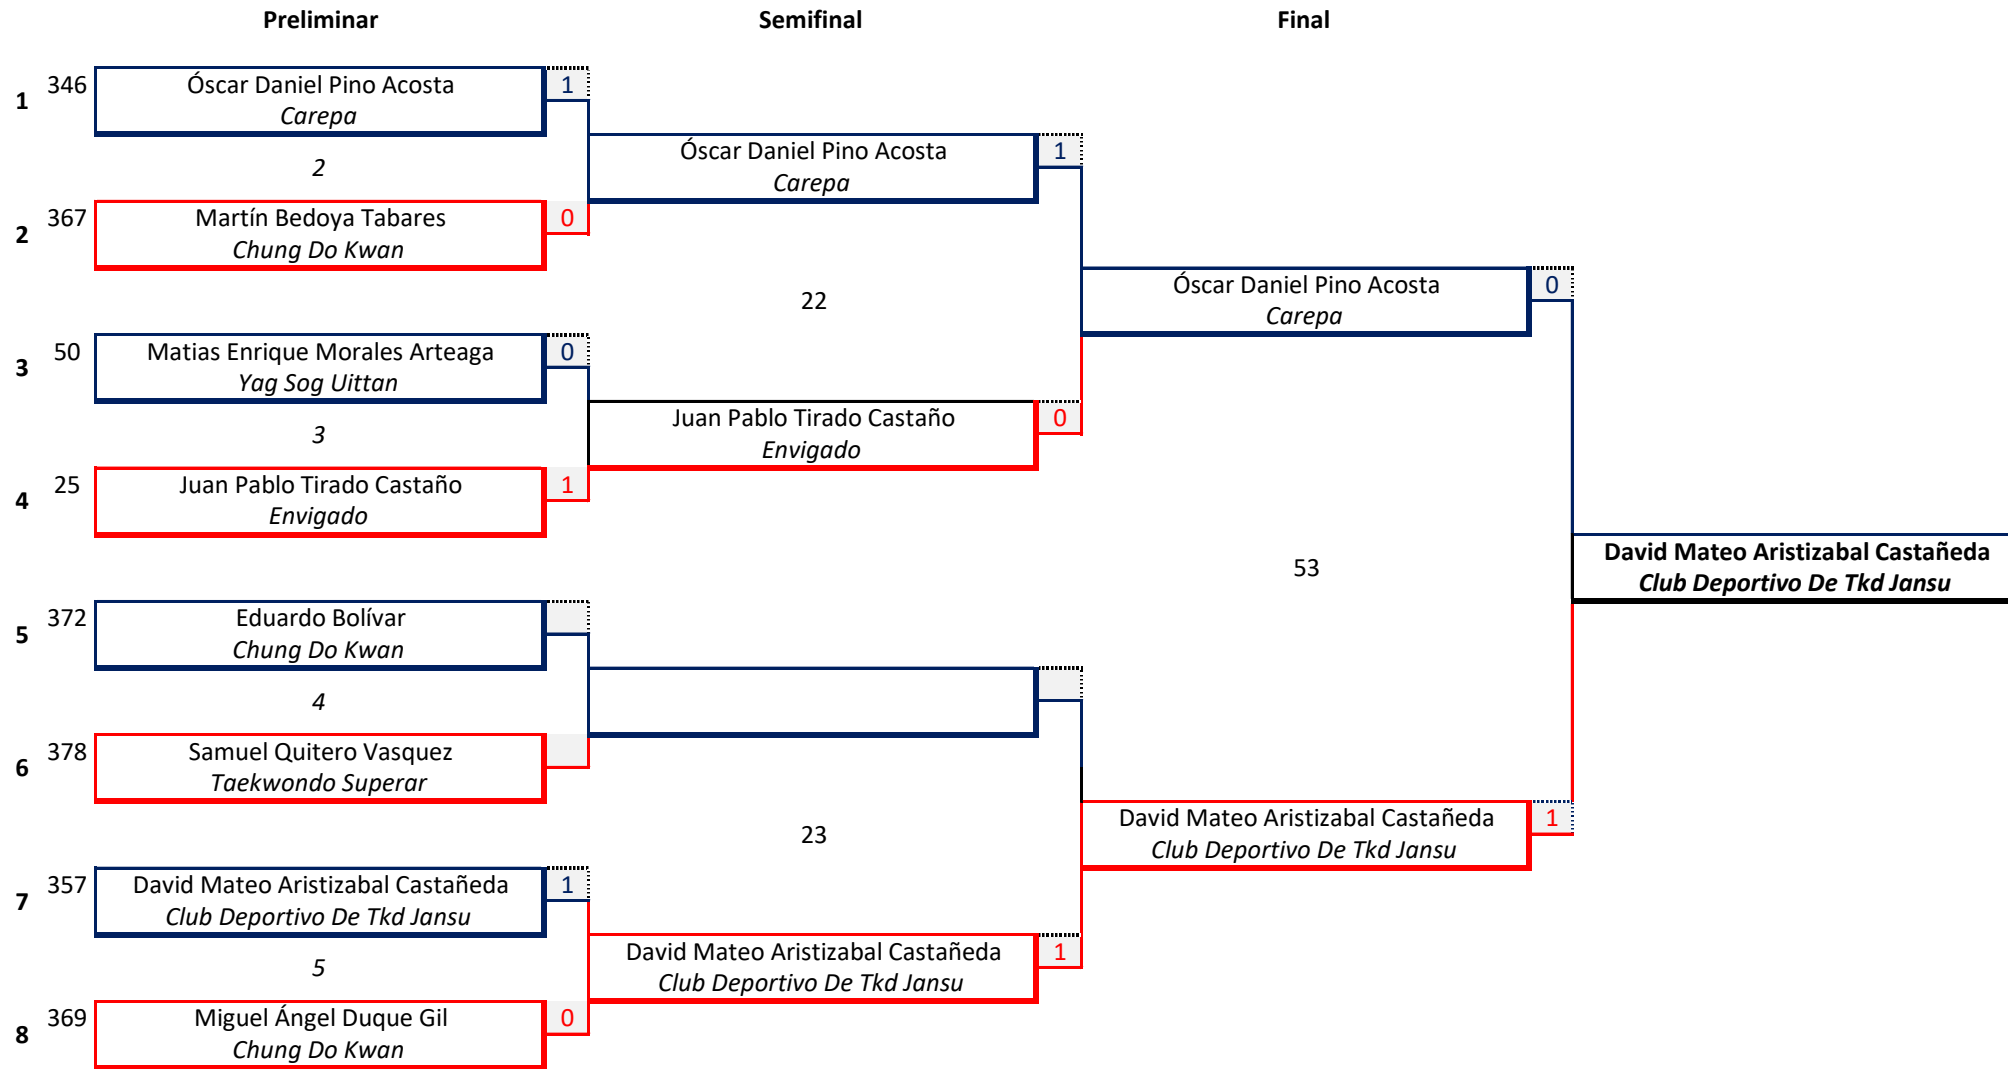 Preliminar Semifinal Final
1 346 Óscar Daniel Pino Acosta 1
Carepa
2
2 367 Martín Bedoya Tabares 0
Chung Do Kwan
3 50 Matias Enrique Morales Arteaga 0
Yag Sog Uittan
3
4 25 Juan Pablo Tirado Castaño 1
Envigado
5 372 Eduardo Bolívar
Chung Do Kwan
4
6 378 Samuel Quitero Vasquez
Taekwondo Superar
7 357 David Mateo Aristizabal Castañeda 1
Club Deportivo De Tkd Jansu
5
8 369 Miguel Ángel Duque Gil 0
Chung Do Kwan
Óscar Daniel Pino Acosta 1
Carepa
22
Juan Pablo Tirado Castaño 0
Envigado
23
David Mateo Aristizabal Castañeda 1
Club Deportivo De Tkd Jansu
Óscar Daniel Pino Acosta 0
Carepa
53
David Mateo Aristizabal Castañeda 1
Club Deportivo De Tkd Jansu
David Mateo Aristizabal Castañeda
Club Deportivo De Tkd Jansu